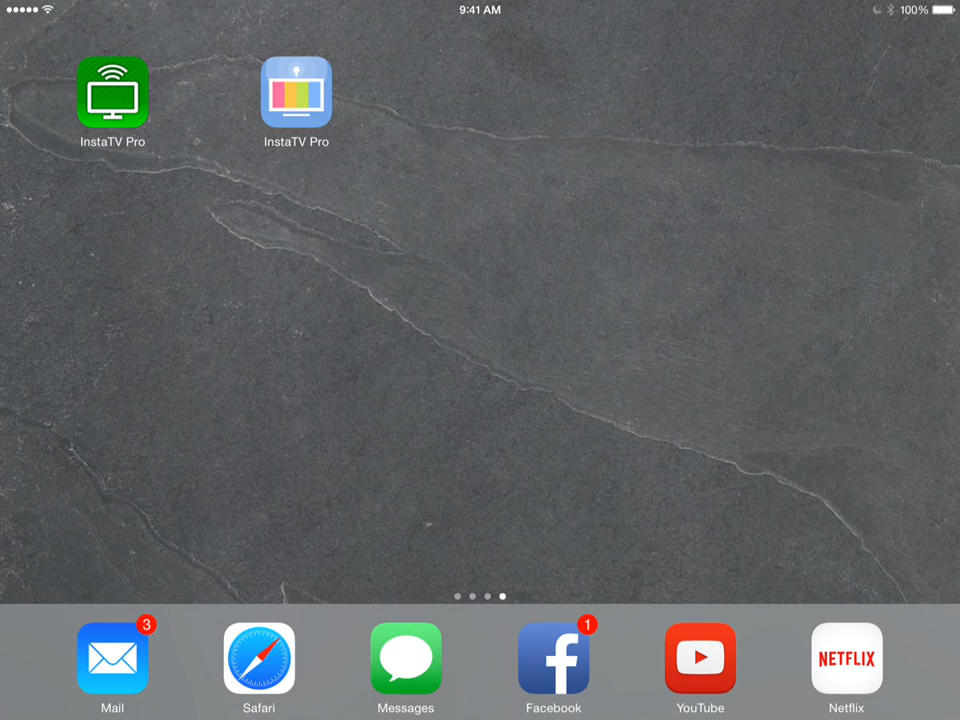 9:41 AM
100%
InstaTV Pro
InstaTV Pro
3
1
NETFLIX
Mail
Safari
Messages
Facebook
YouTube
Netflix